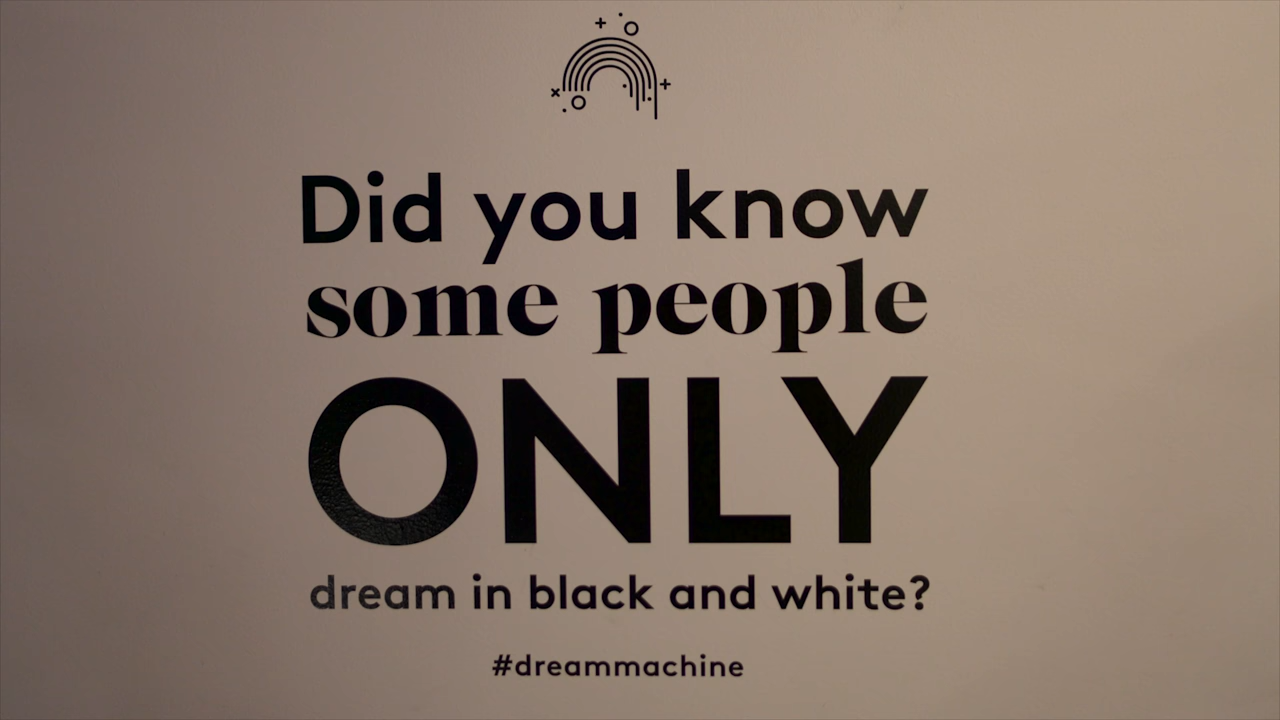 Did you know
some people
ONLY
dream in black and white?
#dreammachine